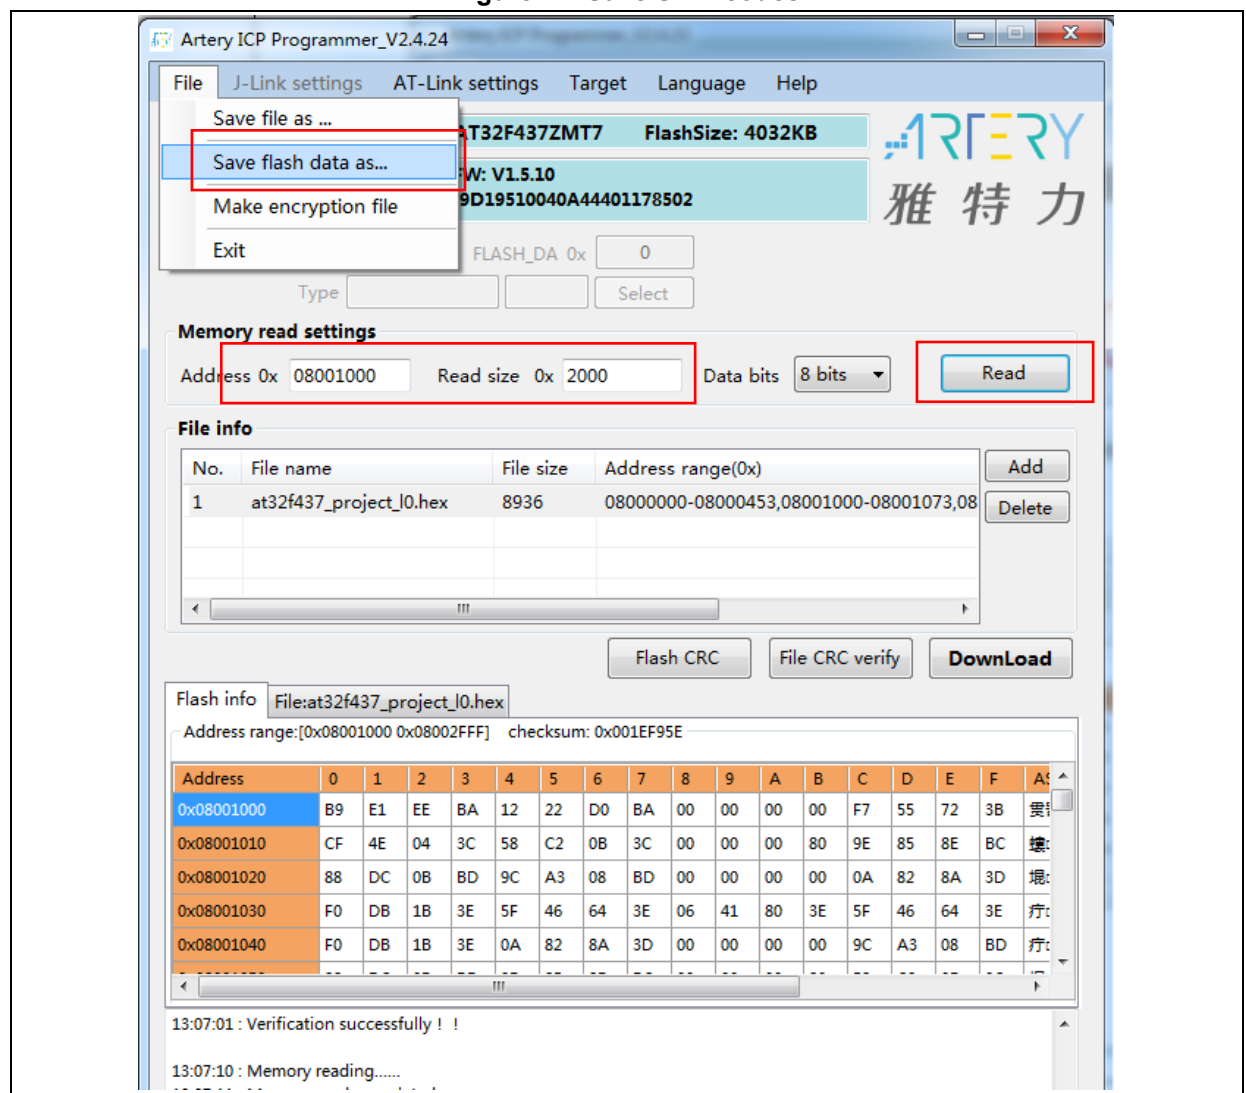 Artery ICP Programmer_V2.4.24
File J-Link settings AT-Link settings Target Language Help
Save file as ...
Save flash data as...
Make encryption file
Exit
AT32F437ZMT7 FlashSize: 4032KB
FW: V1.5.10
9D19510040A44401178502
ARTERY
雅特力
FLASH_DA 0x 0
Type Select
Memory read settings
Address 0x 08001000 Read size 0x 2000 Data bits 8 bits Read
File info
No. File name File size Address range(0x) Add
1 at32f437_project_l0.hex 8936 08000000-08000453,08001000-08001073,08 Delete
Flash CRC File CRC verify DownLoad
Flash info File:at32f437_project_l0.hex
Address range:[0x08001000 0x08002FFF] checksum: 0x001EF95E
Address 0 1 2 3 4 5 6 7 8 9 A B C D E F
0x08001000 B9 E1 EE BA 12 22 D0 BA 00 00 00 00 F7 55 72 3B
0x08001010 CF 4E 04 3C 58 C2 0B 3C 00 00 00 80 9E 85 8E BC
0x08001020 88 DC 0B BD 9C A3 08 BD 00 00 00 00 0A 82 8A 3D
0x08001030 F0 DB 1B 3E 5F 46 64 3E 06 41 80 3E 5F 46 64 3E
0x08001040 F0 DB 1B 3E 0A 82 8A 3D 00 00 00 00 9C A3 08 BD
13:07:01 : Verification successfully ! !
13:07:10 : Memory reading......